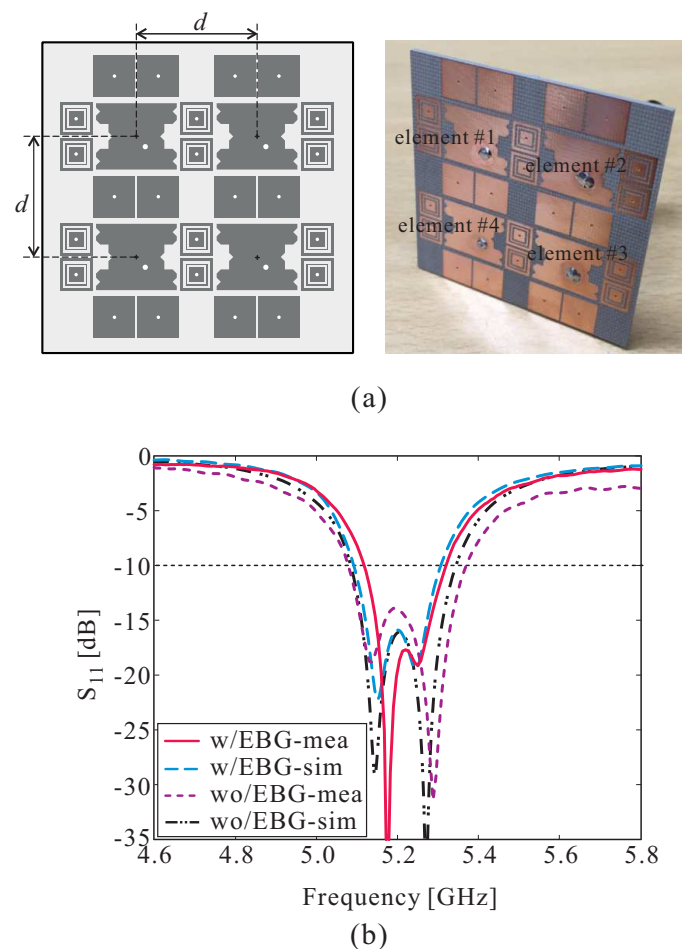 d
d
element #1
element #2
element #4
element #3
(a)
0
-5
-10
-15
-20
-25
-30
-35
S11 [dB]
w/EBG-mea
w/EBG-sim
wo/EBG-mea
wo/EBG-sim
4.6 4.8 5.0 5.2 5.4 5.6 5.8
Frequency [GHz]
(b)